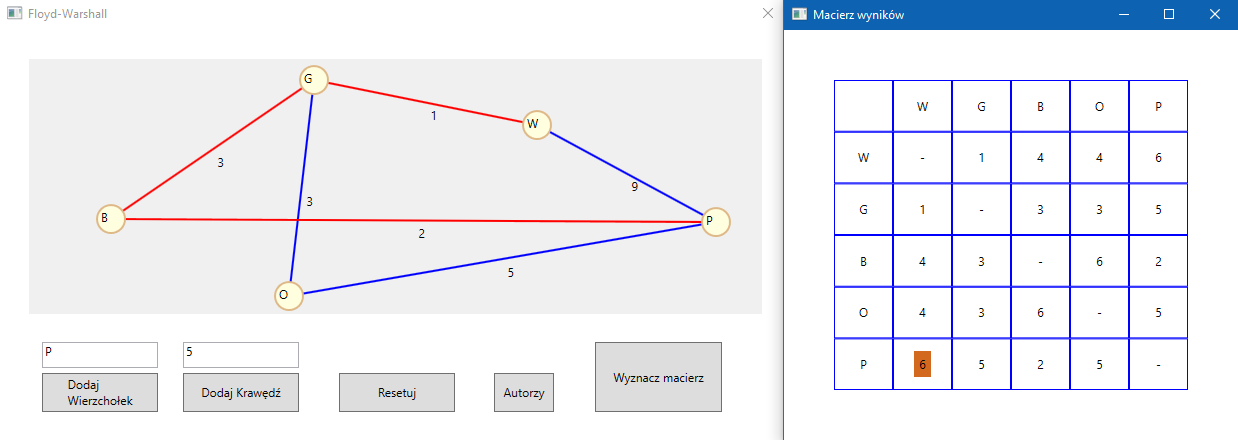 Floyd-Warshall
G
1
W
3
9
3
B
P
2
5
O
P
5
Dodaj
Wierzchołek
Dodaj Krawędź
Resetuj
Autorzy
Wyznacz macierz
Macierz wyników
W G B O P
W - 1 4 4 6
G 1 - 3 3 5
B 4 3 - 6 2
O 4 3 6 - 5
P 6 5 2 5 -